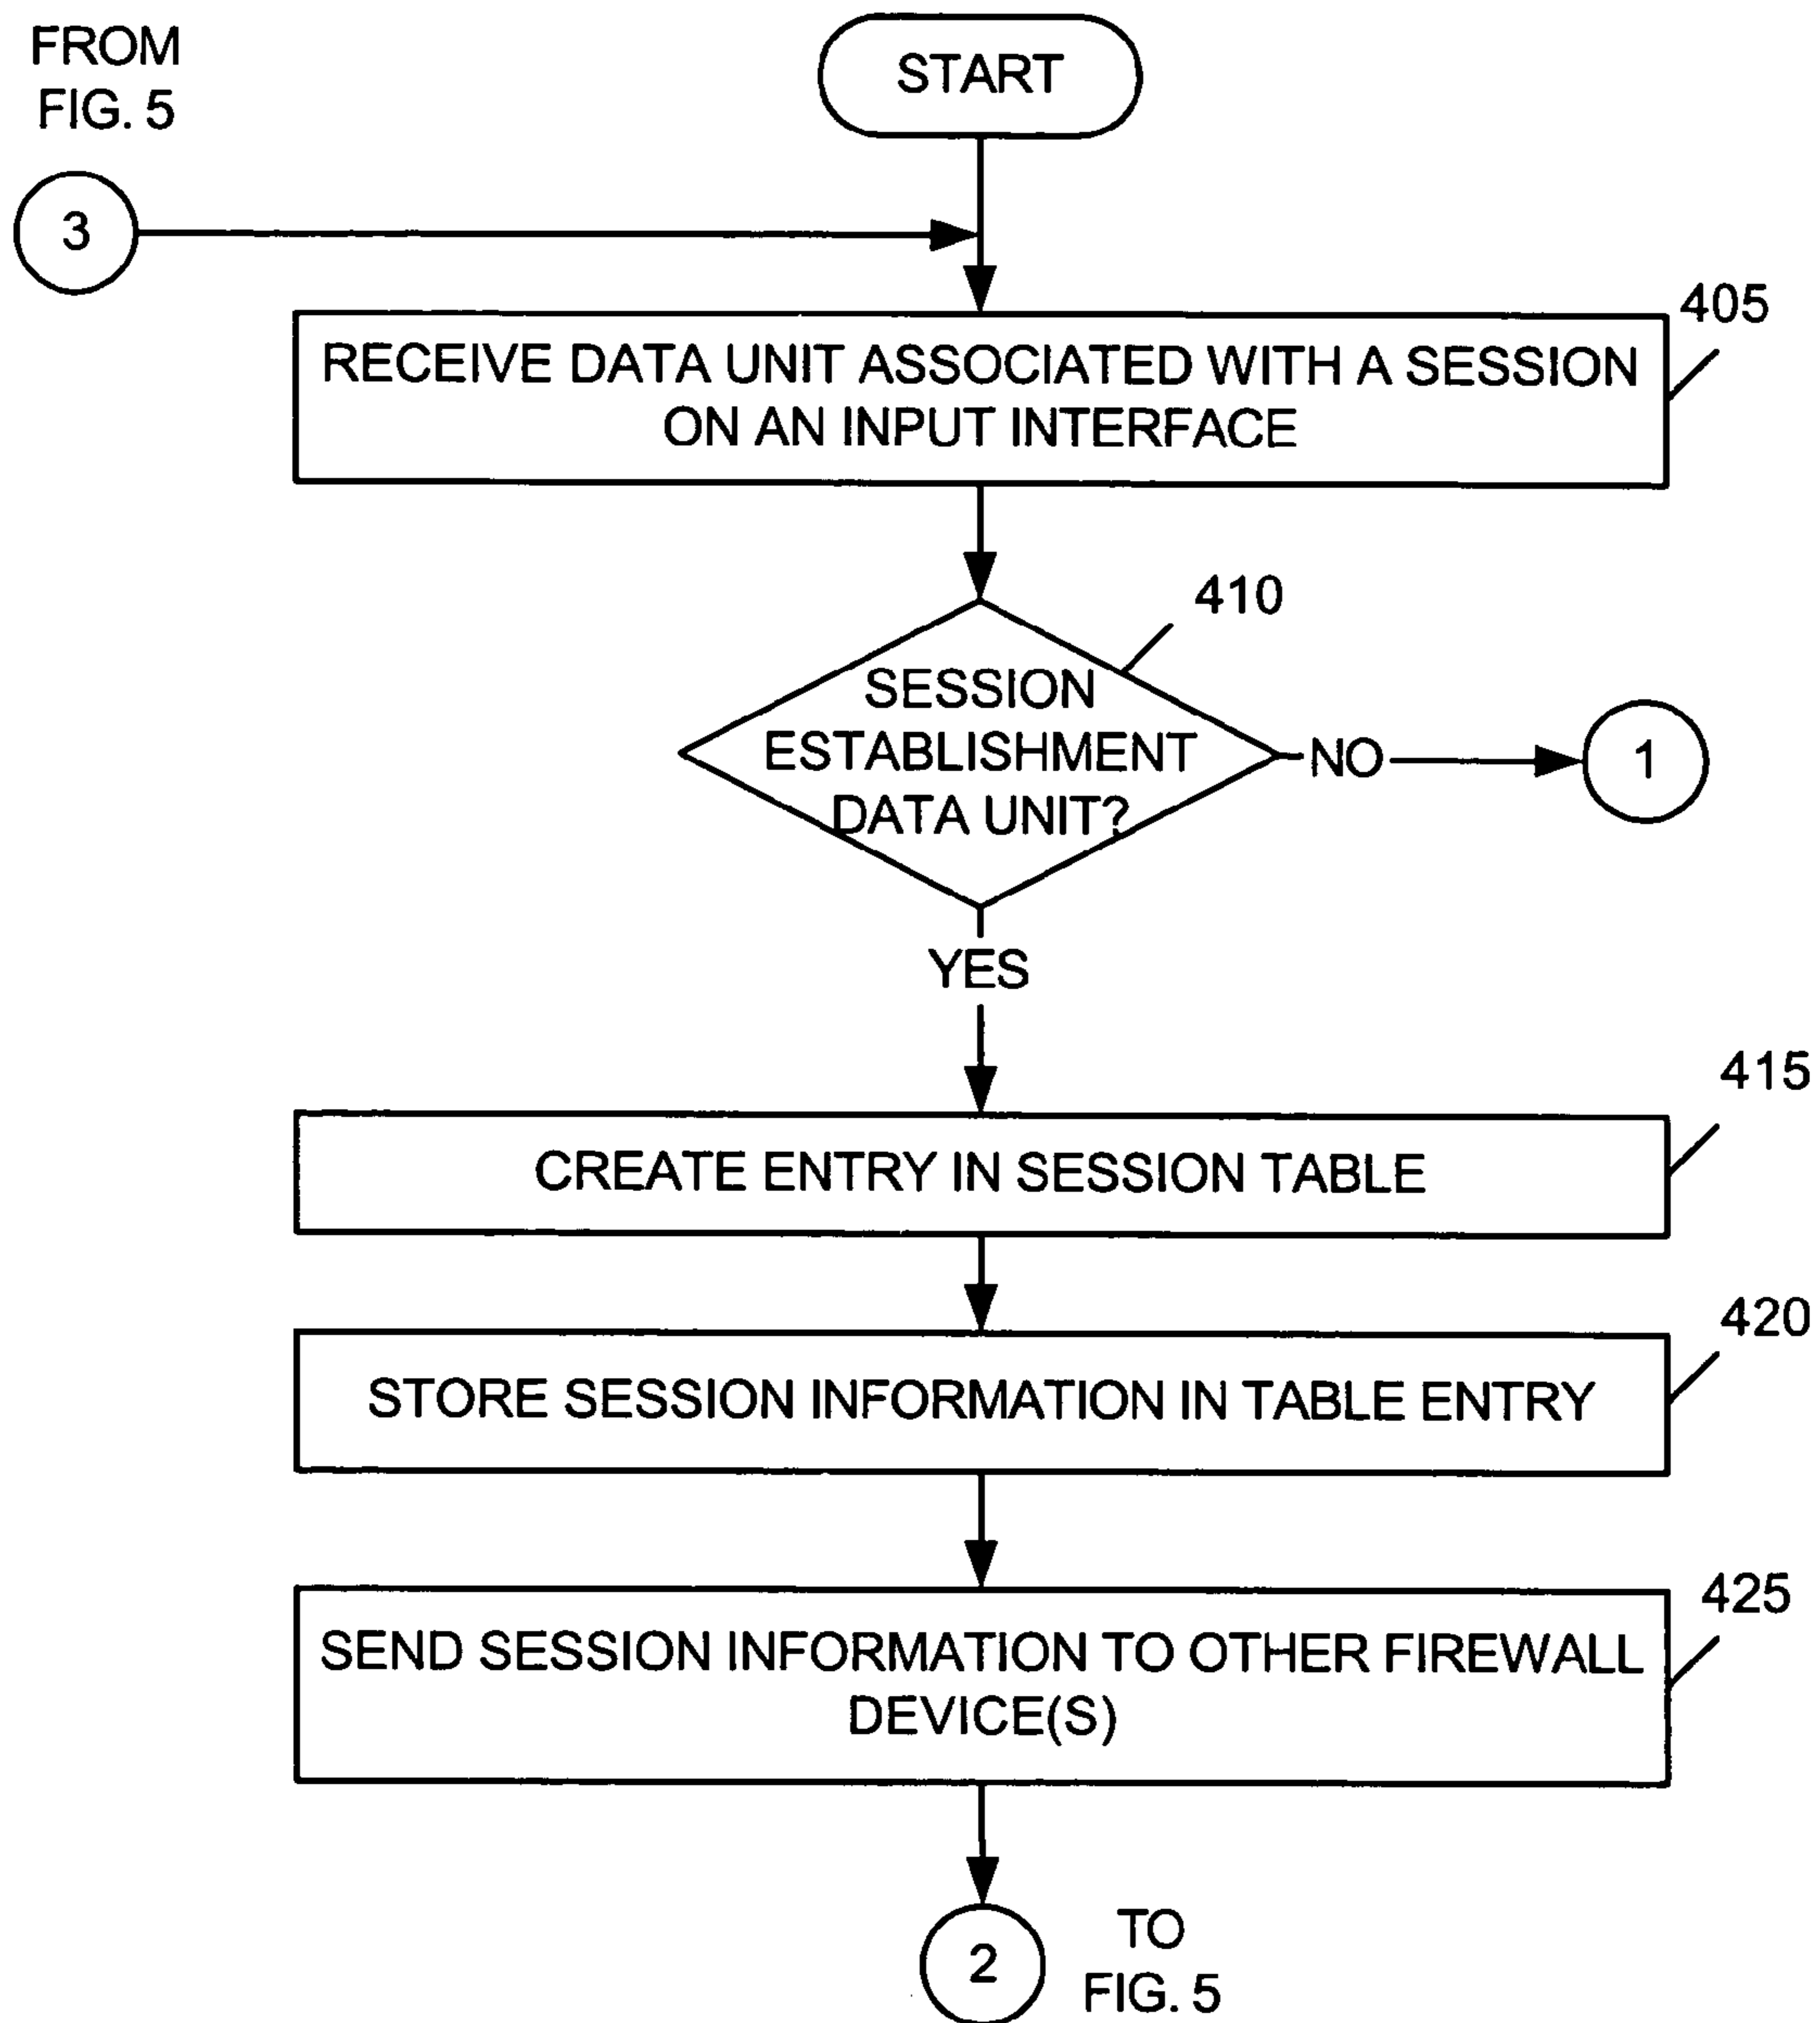 FROM
FIG. 5
START
3
405
RECEIVE DATA UNIT ASSOCIATED WITH A SESSION
ON AN INPUT INTERFACE
410
SESSION
ESTABLISHMENT
DATA UNIT?
NO
1
YES
415
CREATE ENTRY IN SESSION TABLE
420
STORE SESSION INFORMATION IN TABLE ENTRY
425
SEND SESSION INFORMATION TO OTHER FIREWALL
DEVICE(S)
2
TO
FIG. 5